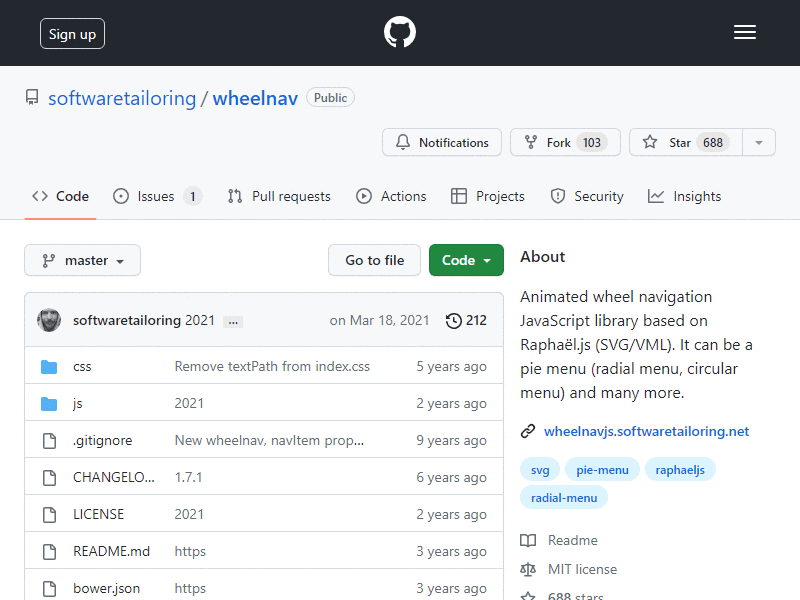 Sign up
softwaretailoring / wheelnav Public
Notifications Fork 103 Star 688
Code Issues 1 Pull requests Actions Projects Security Insights
master Go to file Code
softwaretailoring 2021 ... on Mar 18, 2021 212
css Remove textPath from index.css 5 years ago
js 2021 2 years ago
.gitignore New wheelnav, navItem prop... 9 years ago
CHANGELO... 1.7.1 6 years ago
LICENSE 2021 2 years ago
README.md https 3 years ago
bower.json https 3 years ago
About
Animated wheel navigation
JavaScript library based on
Raphaël.js (SVG/VML). It can be a
pie menu (radial menu, circular
menu) and many more.
wheelnavjs.softwaretailoring.net
svg pie-menu raphaeljs
radial-menu
Readme
MIT license
688 stars